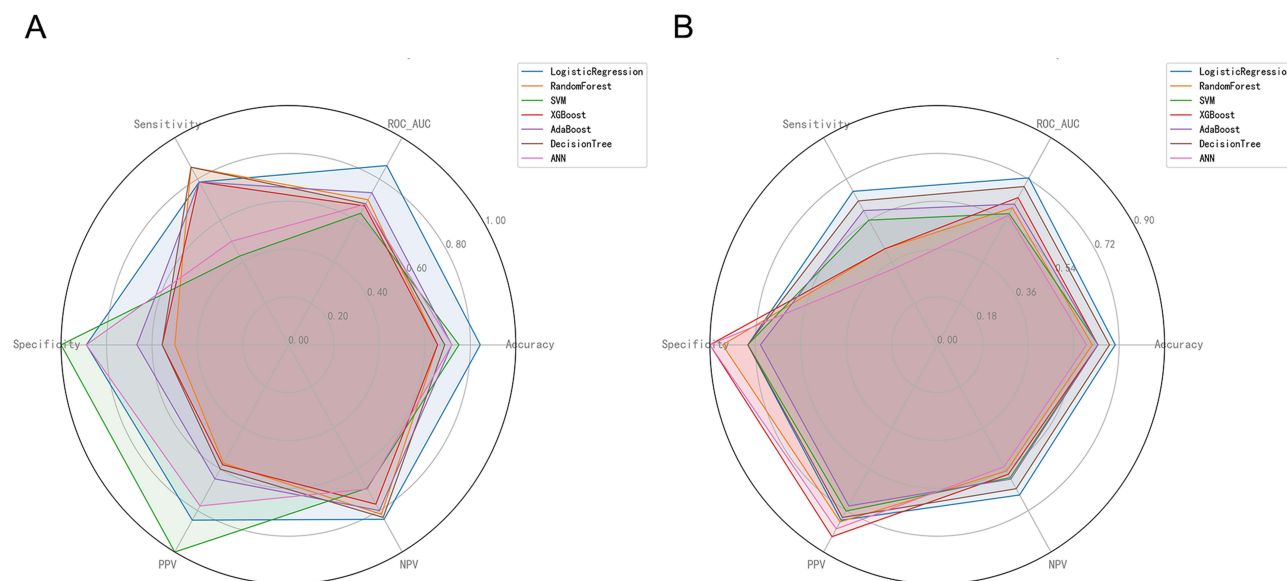 A
B
LogisticRegression
RandomForest
SVM
XGBoost
AdaBoost
DecisionTree
ANN
Sensitivity
ROC_AUC
1.00
0.80
0.60
0.40
0.20
0.00
Specificity
Accuracy
PPV
NPV
LogisticRegression
RandomForest
SVM
XGBoost
AdaBoost
DecisionTree
ANN
Sensitivity
ROC_AUC
0.90
0.72
0.54
0.36
0.18
0.00
Specificity
Accuracy
PPV
NPV